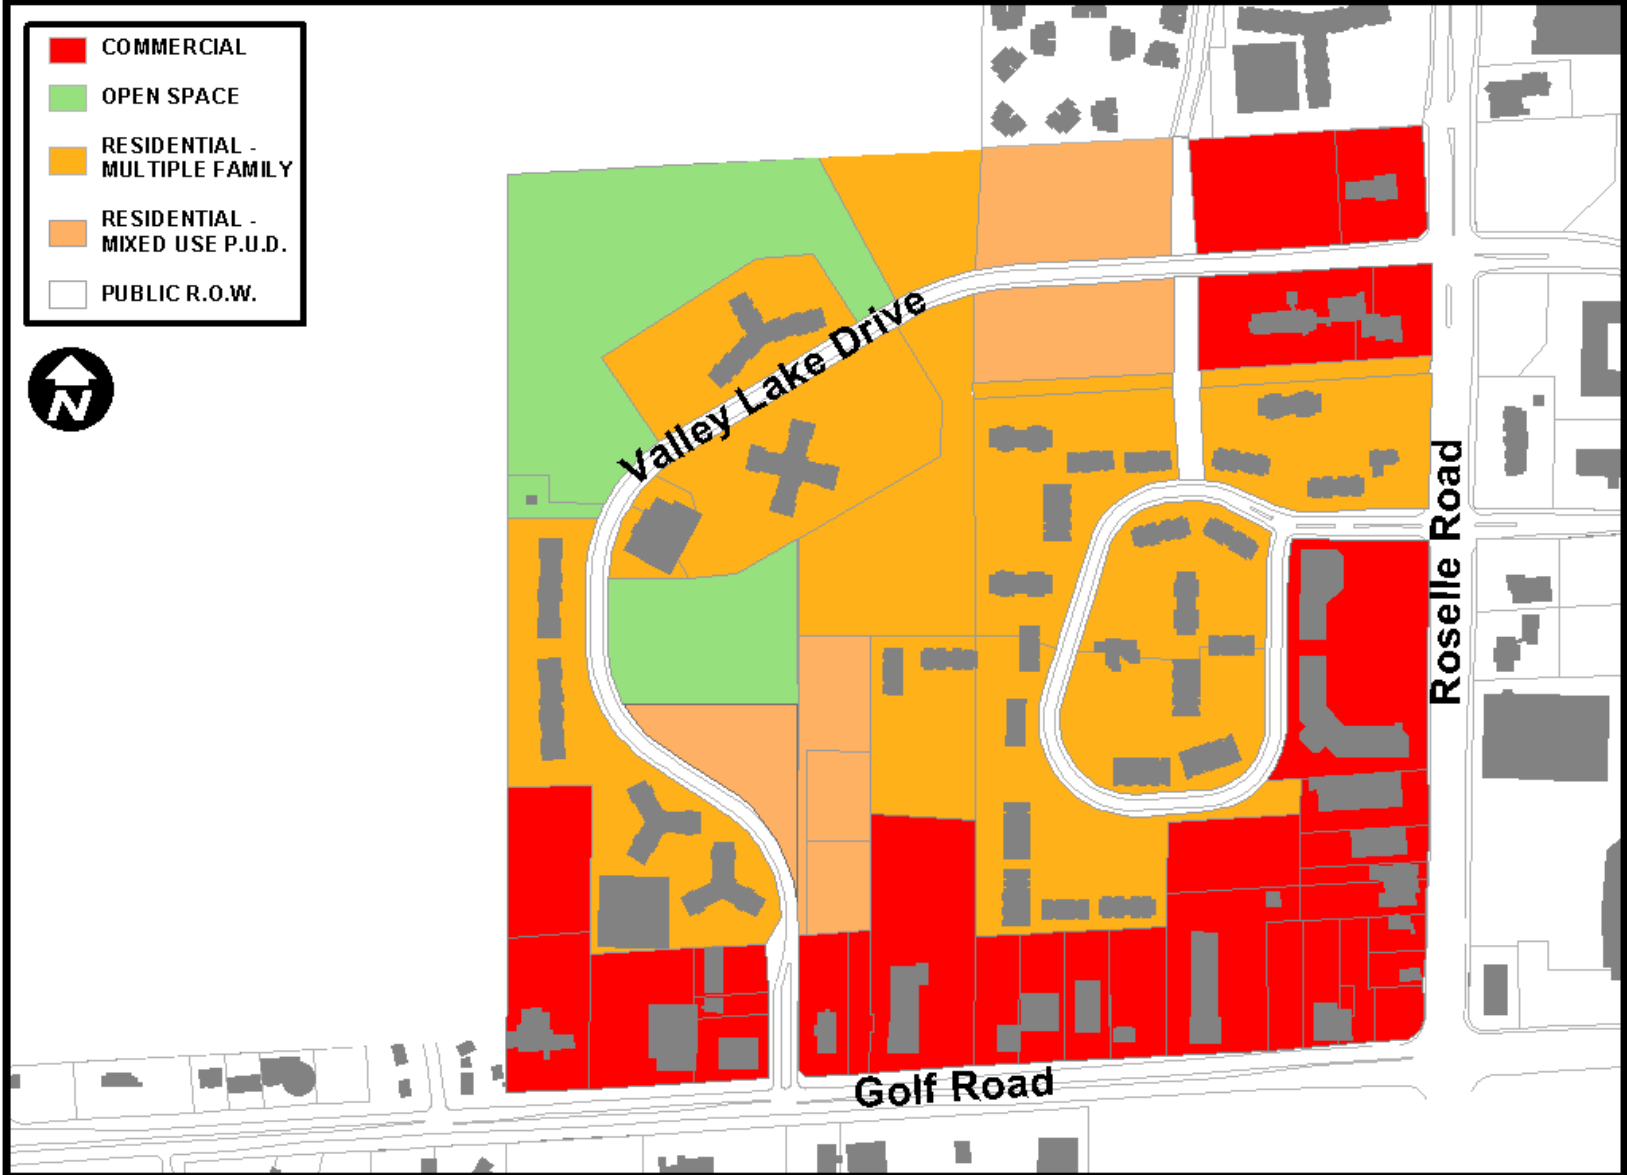 COMMERCIAL
OPEN SPACE
RESIDENTIAL -
MULTIPLE FAMILY
RESIDENTIAL -
MIXED USE P.U.D.
PUBLIC R.O.W.
N
Valley Lake Drive
Roselle Road
Golf Road